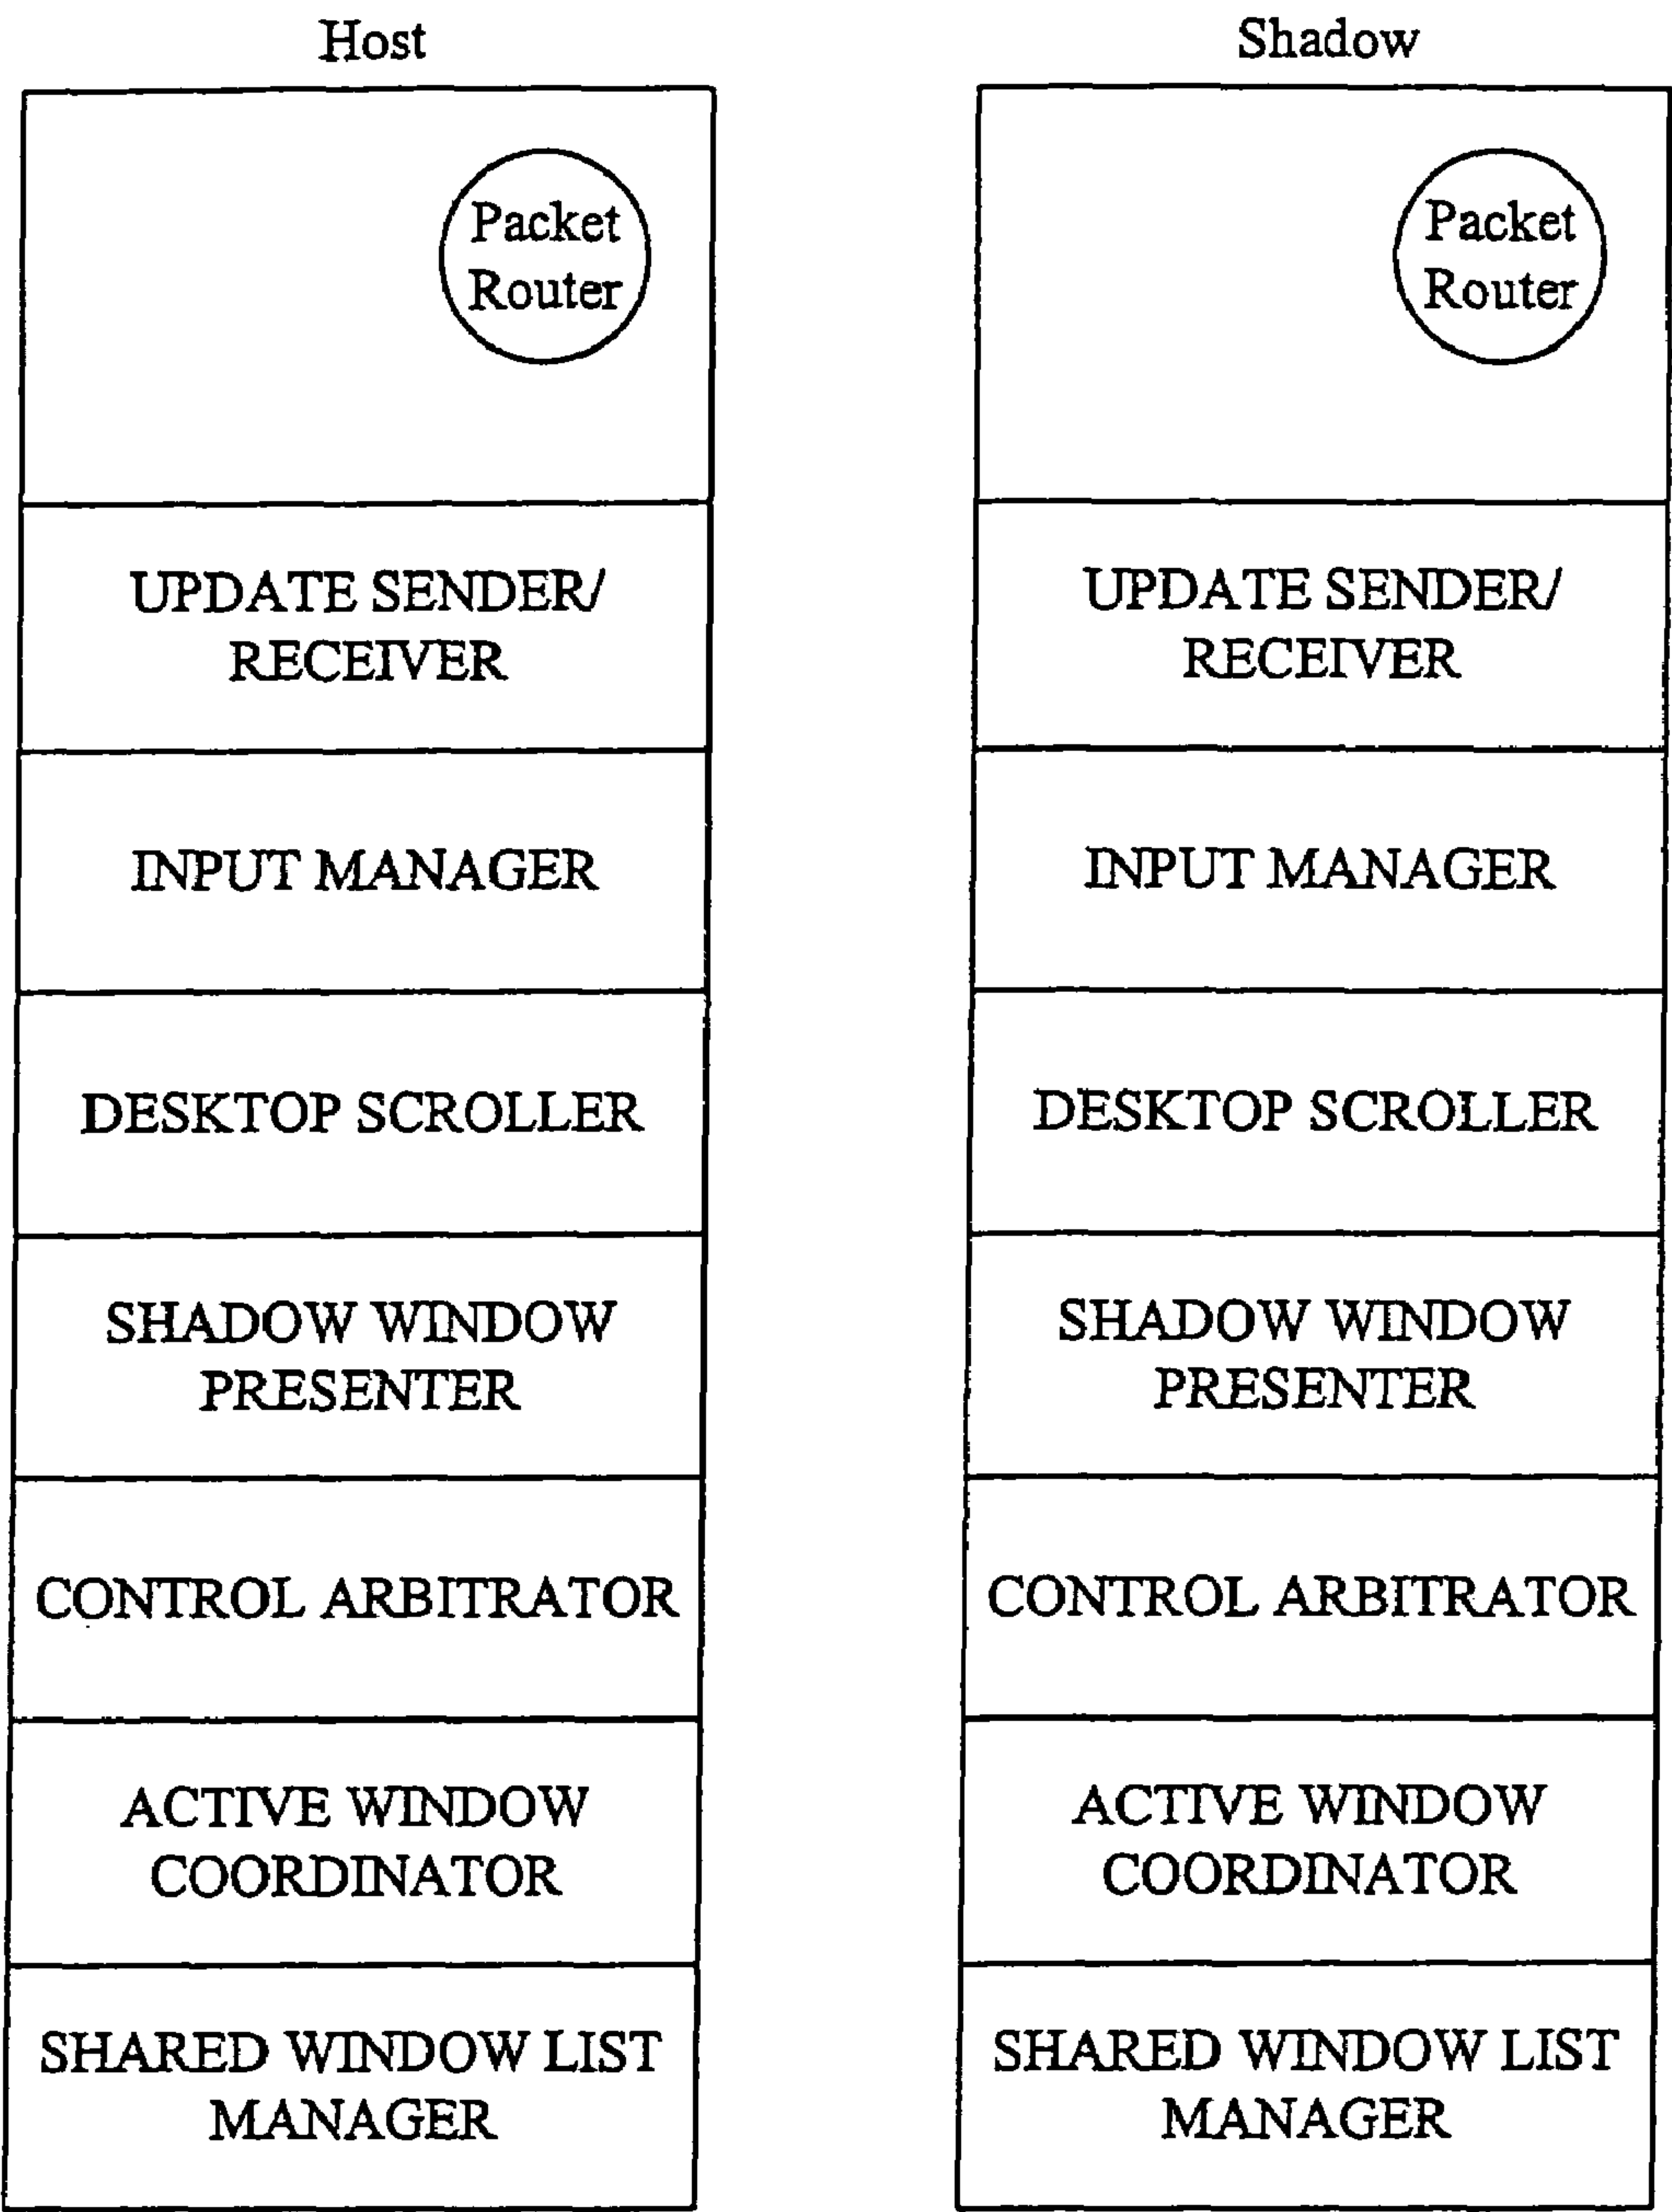 Host
Packet
Router
UPDATE SENDER/
RECEIVER
INPUT MANAGER
DESKTOP SCROLLER
SHADOW WINDOW
PRESENTER
CONTROL ARBITRATOR
ACTIVE WINDOW
COORDINATOR
SHARED WINDOW LIST
MANAGER
Shadow
Packet
Router
UPDATE SENDER/
RECEIVER
INPUT MANAGER
DESKTOP SCROLLER
SHADOW WINDOW
PRESENTER
CONTROL ARBITRATOR
ACTIVE WINDOW
COORDINATOR
SHARED WINDOW LIST
MANAGER